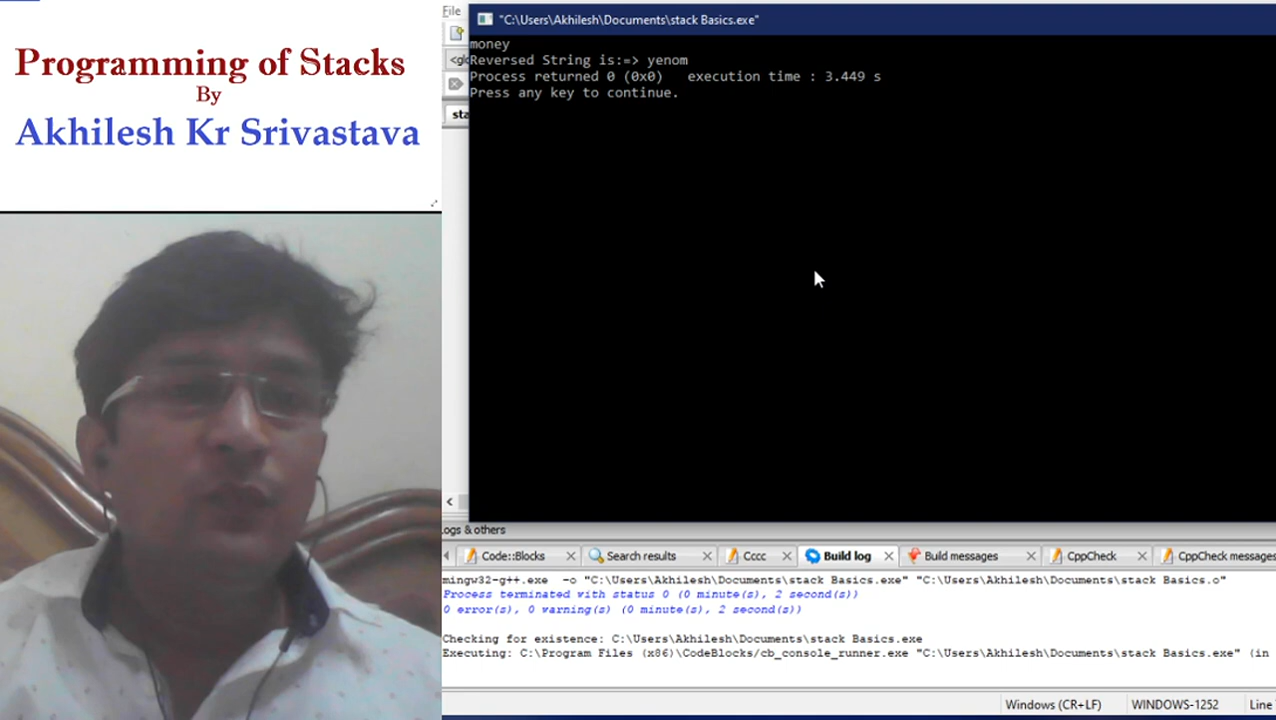 Programming of Stacks
By
Akhilesh Kr Srivastava
File
"C:\Users\Akhilesh\Documents\stack Basics.exe"
money
Reversed String is:=> yenom
Process returned 0 (0x0)   execution time : 3.449 s
Press any key to continue.
<glo
sta
ogs & others
Code::Blocks
Search results
Cccc
Build log
Build messages
CppCheck
CppCheck messages
mingw32-g++.exe  -o "C:\Users\Akhilesh\Documents\stack Basics.exe" "C:\Users\Akhilesh\Documents\stack Basics.o"
Process terminated with status 0 (0 minute(s), 2 second(s))
0 error(s), 0 warning(s) (0 minute(s), 2 second(s))
Checking for existence: C:\Users\Akhilesh\Documents\stack Basics.exe
Executing: C:\Program Files (x86)\CodeBlocks/cb_console_runner.exe "C:\Users\Akhilesh\Documents\stack Basics.exe" (in
Windows (CR+LF)
WINDOWS-1252
Line